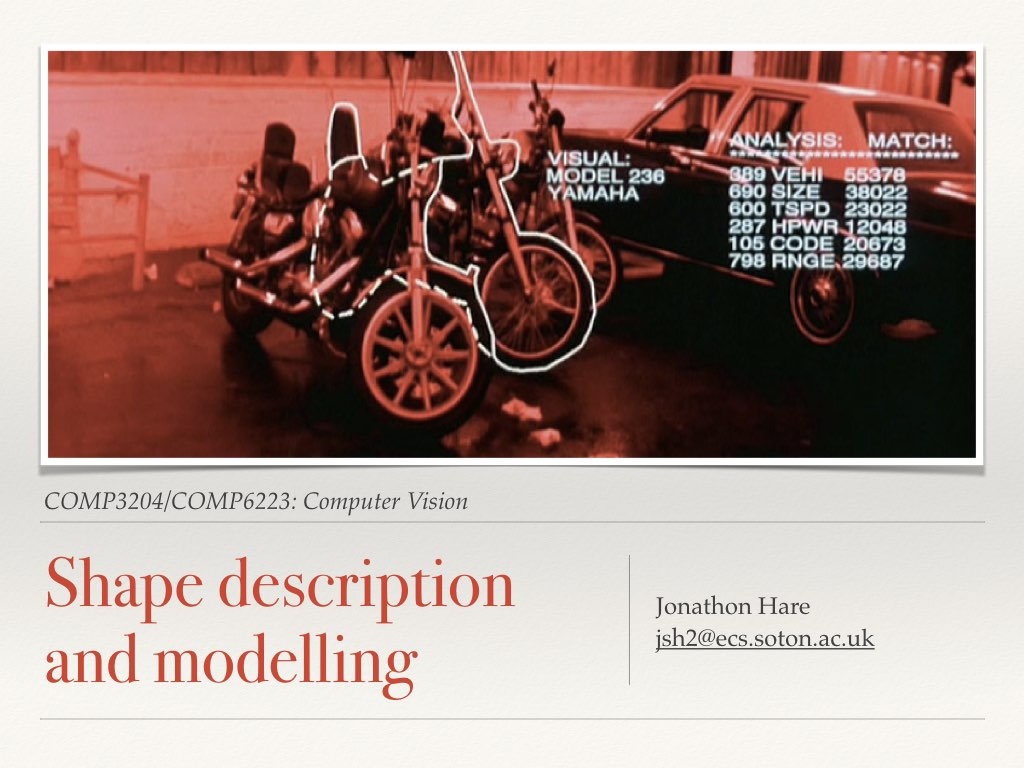 VISUAL:
MODEL 236
YAMAHA
ANALYSIS: MATCH:
***************************
389 VEHI 55378
690 SIZE 38022
600 TSPD 23022
287 HPWR 12048
105 CODE 20673
798 RNGE 29687
COMP3204/COMP6223: Computer Vision
Shape description
and modelling
Jonathon Hare
jsh2@ecs.soton.ac.uk